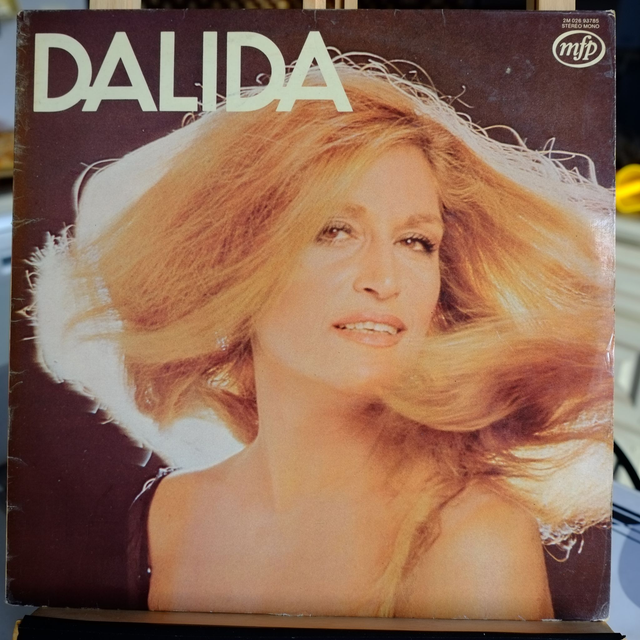 DALIDA
2M 026 93785
STEREO MONO
mfp